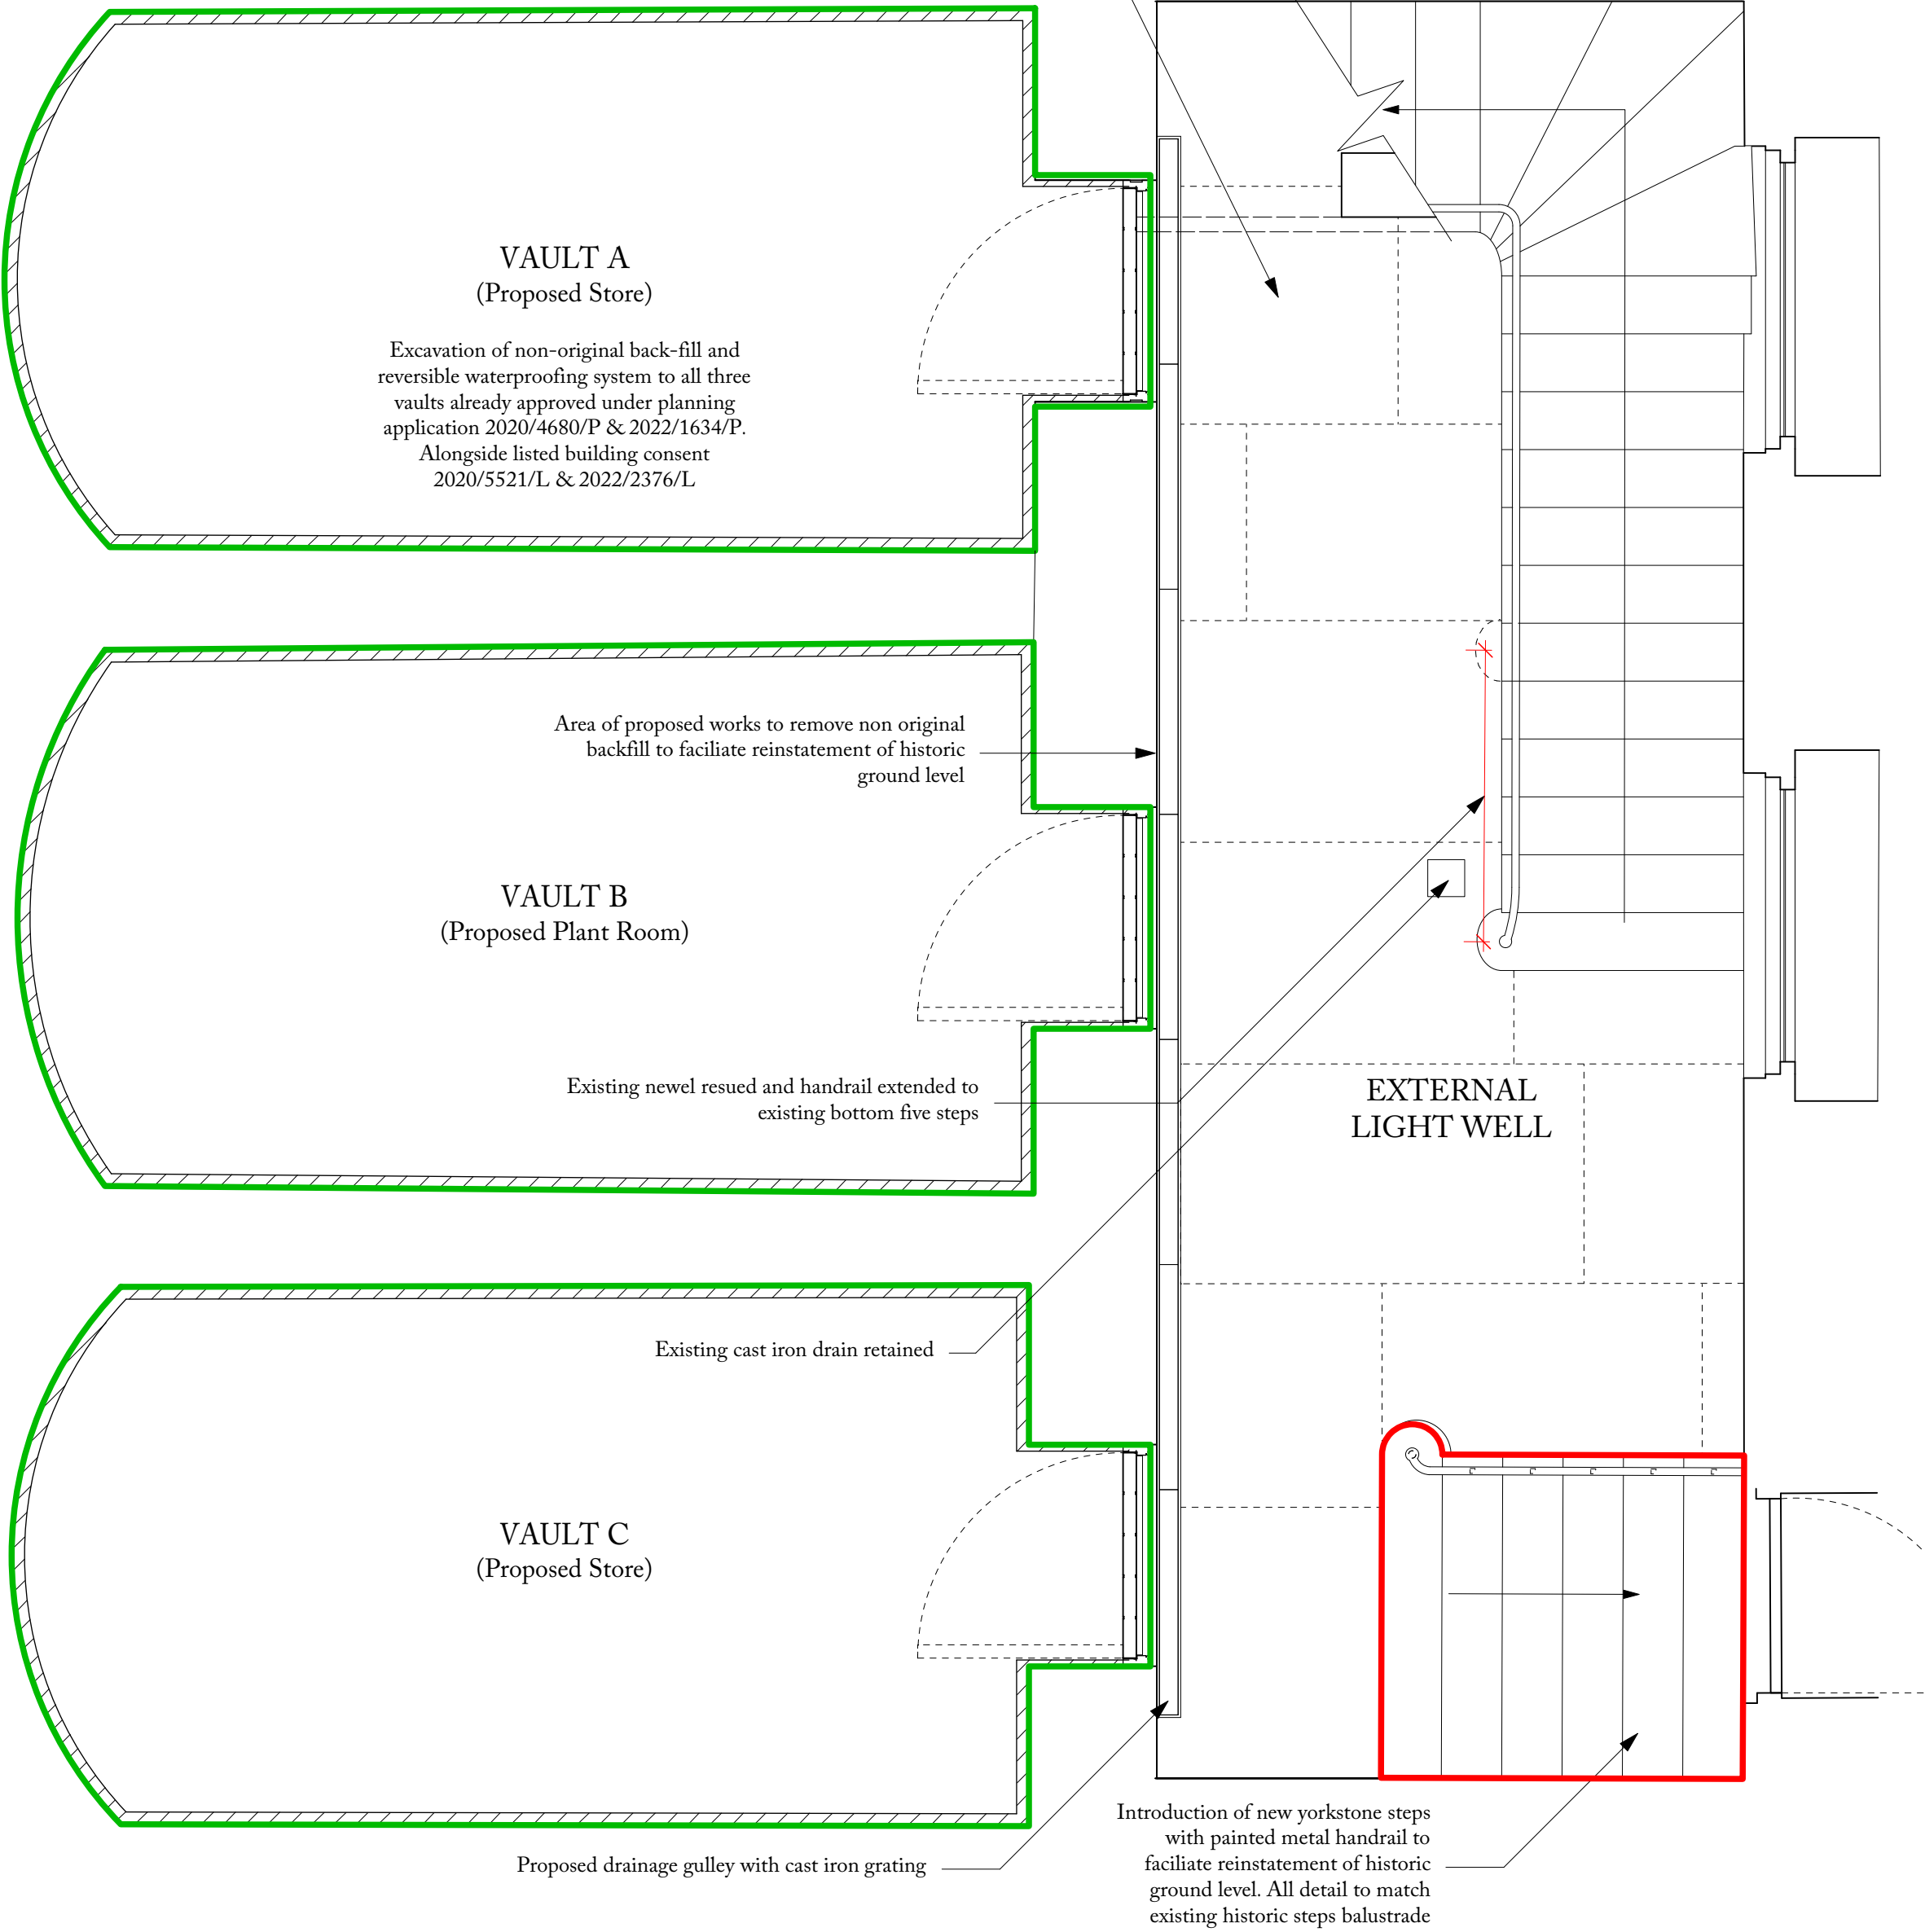 VAULT A
(Proposed Store)
Excavation of non-original back-fill and
reversible waterproofing system to all three
vaults already approved under planning
application 2020/4680/P & 2022/1634/P.
Alongside listed building consent
2020/5521/L & 2022/2376/L
Area of proposed works to remove non original
backfill to faciliate reinstatement of historic
ground level
VAULT B
(Proposed Plant Room)
Existing newel resued and handrail extended to
existing bottom five steps
EXTERNAL
LIGHT WELL
Existing cast iron drain retained
VAULT C
(Proposed Store)
Proposed drainage gulley with cast iron grating
Introduction of new yorkstone steps
with painted metal handrail to
faciliate reinstatement of historic
ground level. All detail to match
existing historic steps balustrade